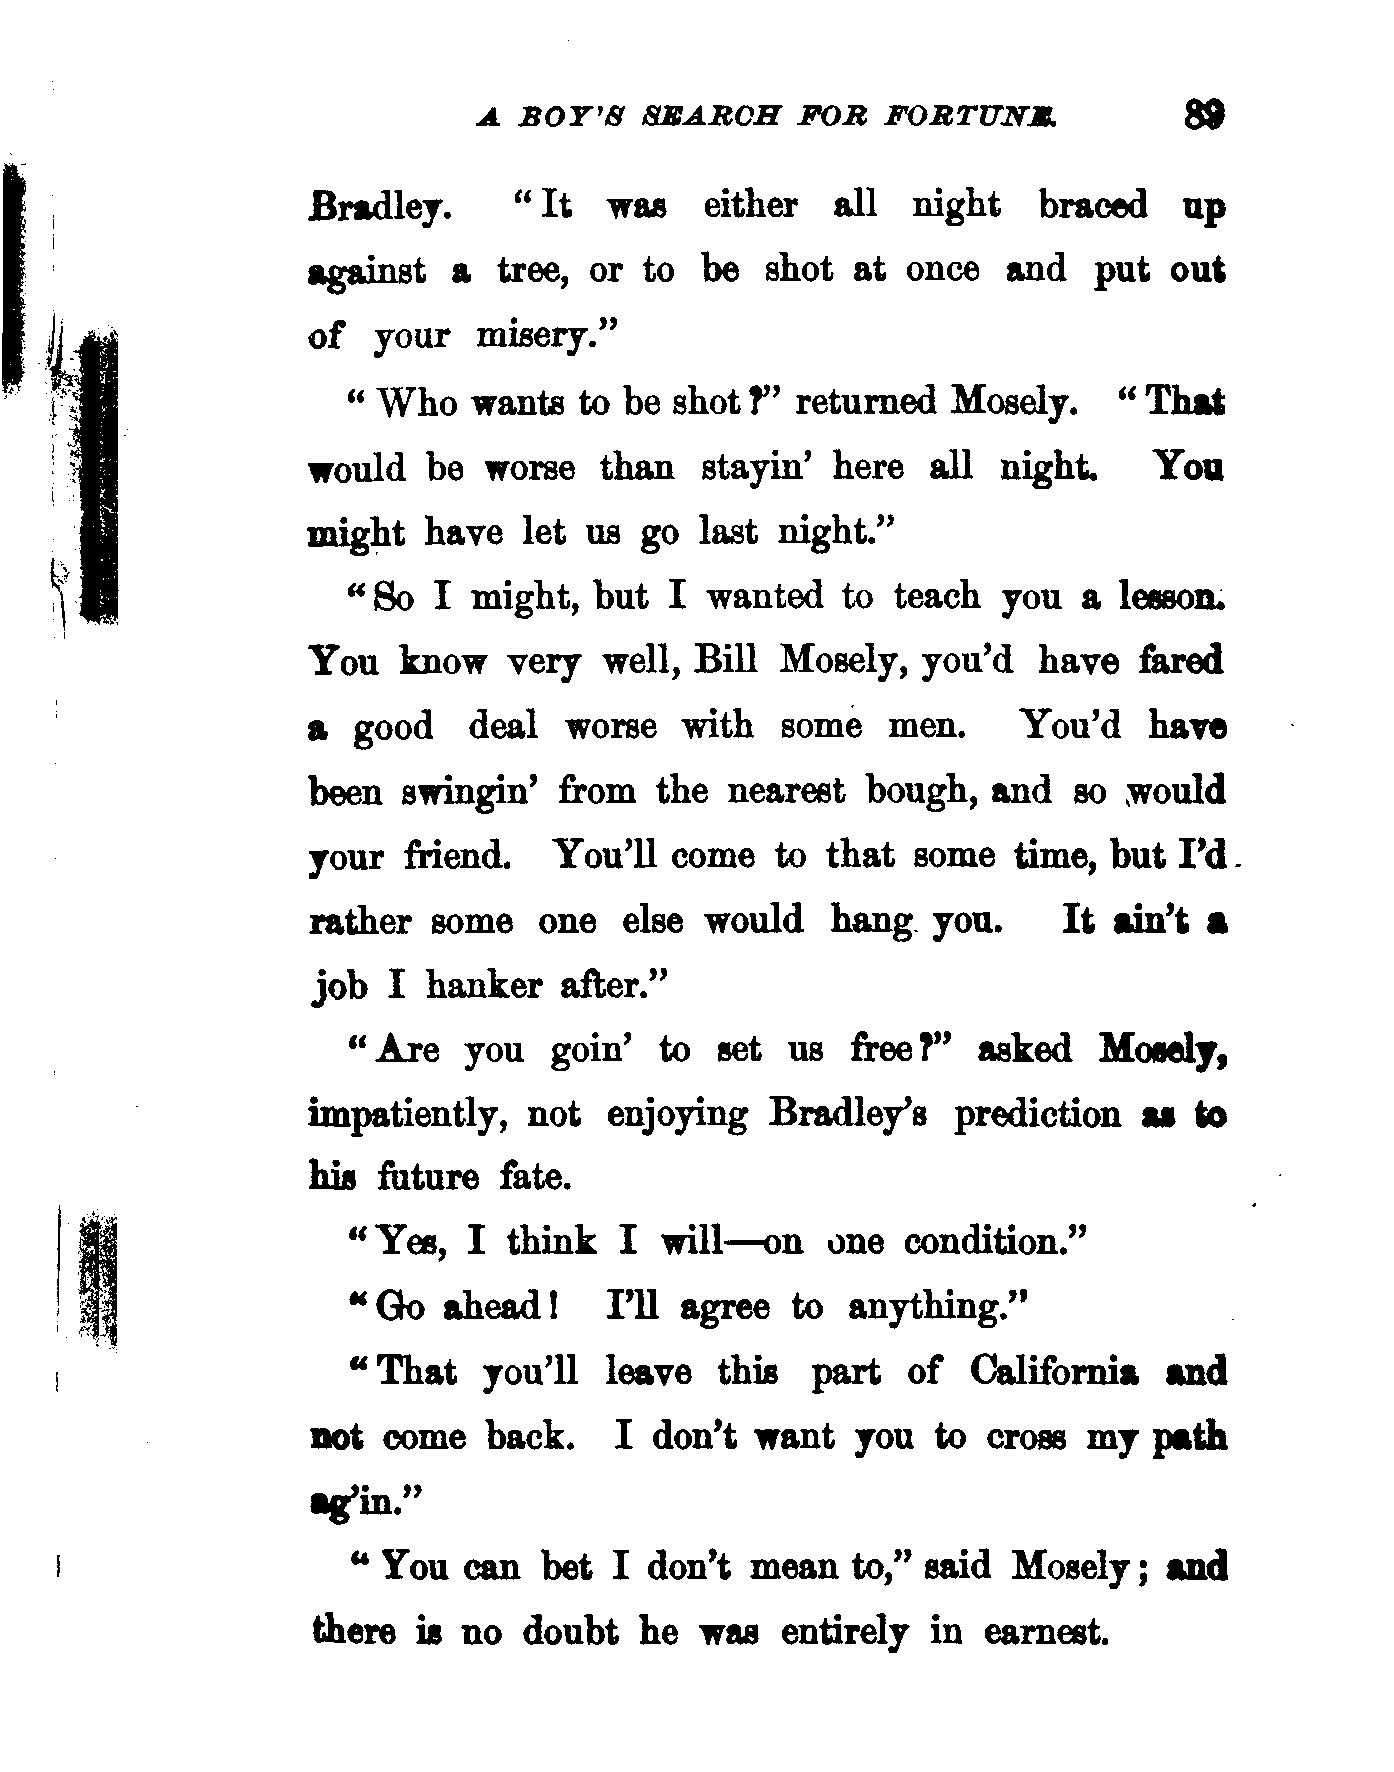 A BOY'S SEARCH FOR FORTUNE. 89
Bradley. "It was either all night braced up
against a tree, or to be shot at once and put out
of your misery."
"Who wants to be shot?" returned Mosely. "That
would be worse than stayin' here all night. You
might have let us go last night."
"So I might, but I wanted to teach you a lesson.
You know very well, Bill Mosely, you'd have fared
a good deal worse with some men. You'd have
been swingin' from the nearest bough, and so would
your friend. You'll come to that some time, but I'd
rather some one else would hang you. It ain't a
job I hanker after."
"Are you goin' to set us free?" asked Mosely,
impatiently, not enjoying Bradley's prediction as to
his future fate.
"Yes, I think I will—on one condition."
"Go ahead! I'll agree to anything."
"That you'll leave this part of California and
not come back. I don't want you to cross my path
ag'in."
"You can bet I don't mean to," said Mosely; and
there is no doubt he was entirely in earnest.